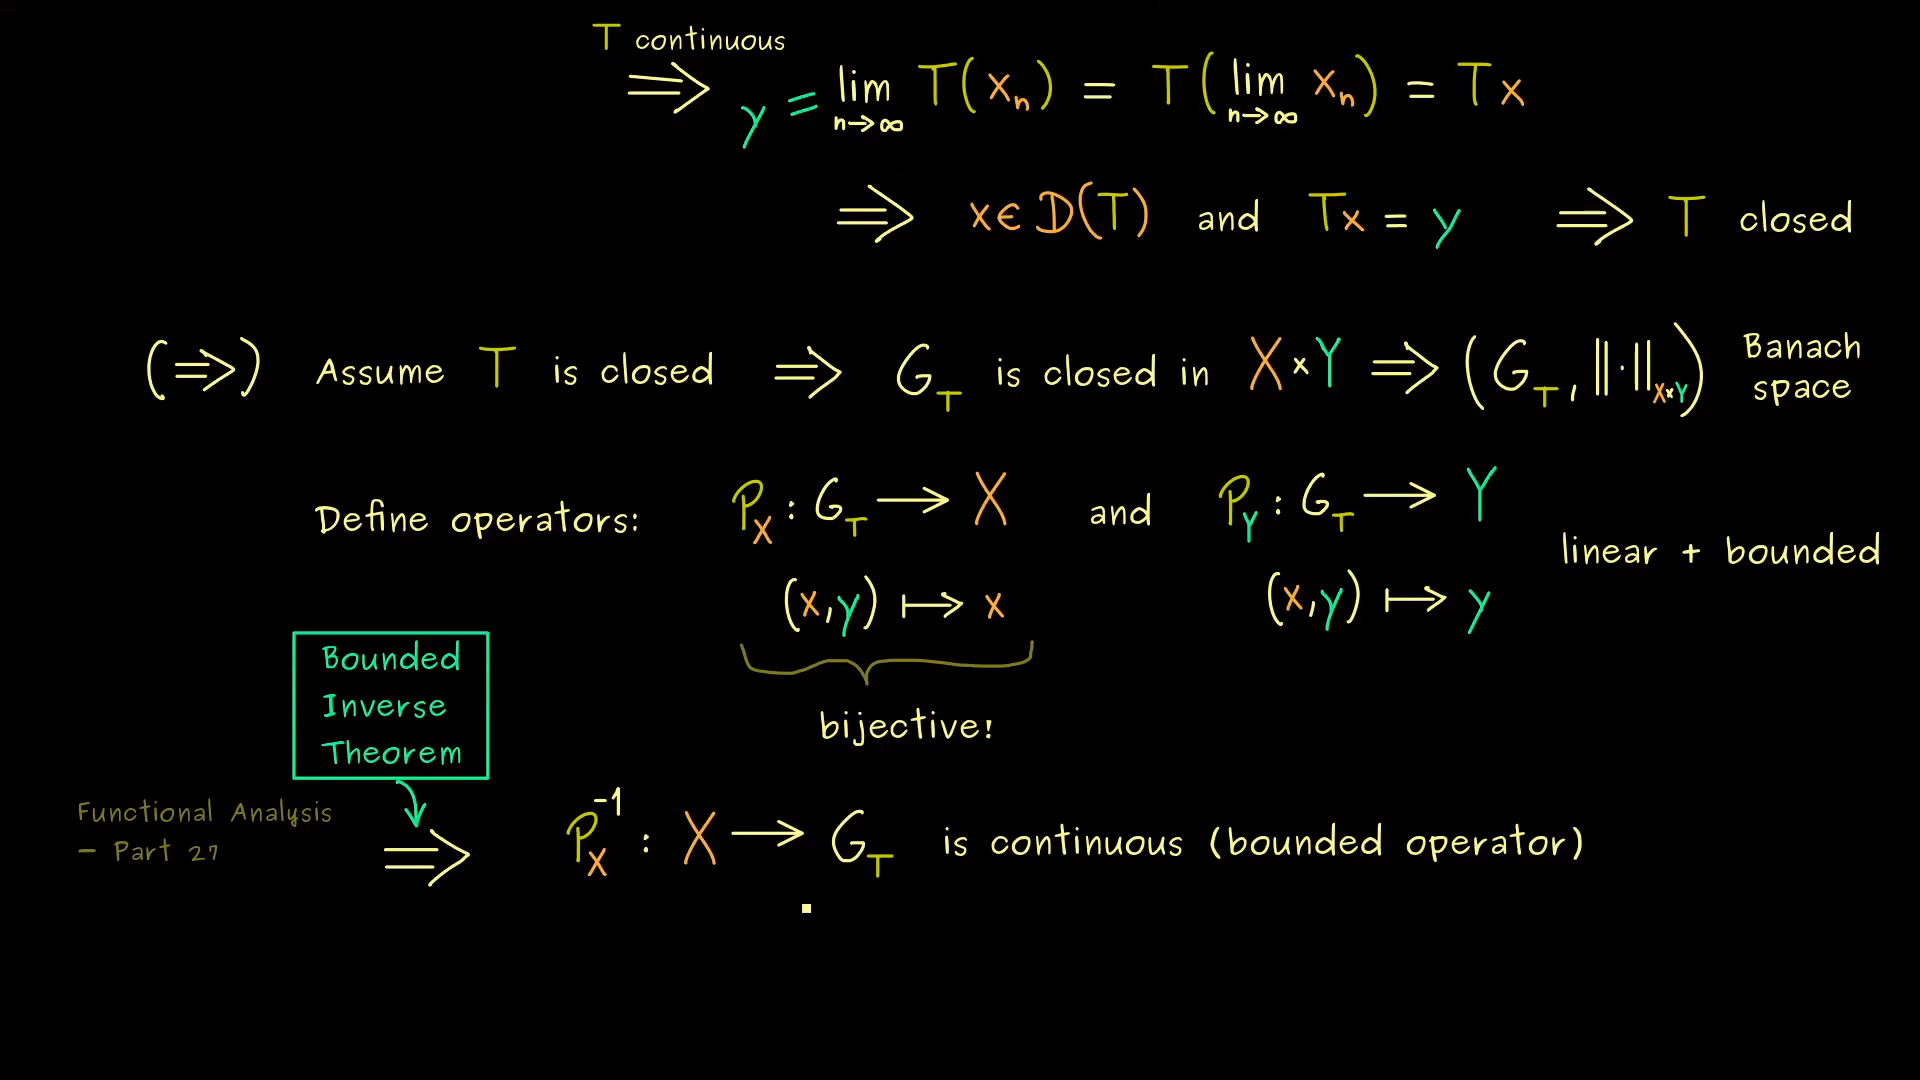 T continuous
⟹ y = lim_{n→∞} T(x_n) = T(lim_{n→∞} x_n) = Tx
⟹ x ∈ D(T) and Tx = y ⟹ T closed
(⟹) Assume T is closed ⟹ G_T is closed in X×Y ⟹ (G_T, ‖·‖_{X×Y}) Banach space
Define operators: P_X : G_T ⟶ X and P_Y : G_T ⟶ Y
linear + bounded
(x,y) ⟼ x (x,y) ⟼ y
bijective!
Bounded
Inverse
Theorem
Functional Analysis
– Part 27
⟹ P_X^{-1} : X ⟶ G_T is continuous (bounded operator)